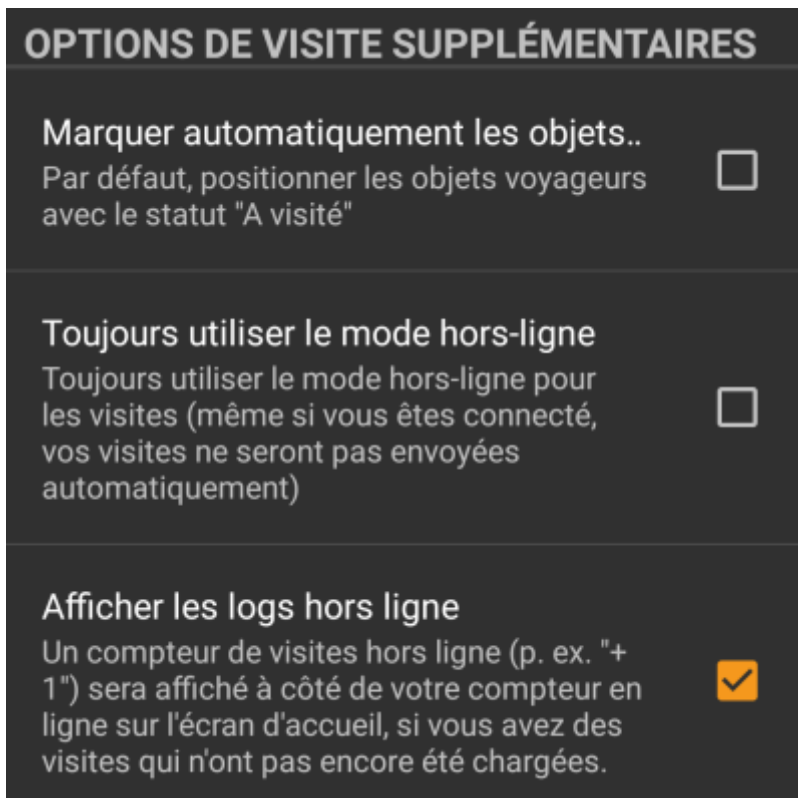 OPTIONS DE VISITE SUPPLÉMENTAIRES
Marquer automatiquement les objets..
Par défaut, positionner les objets voyageurs
avec le statut "A visité"
Toujours utiliser le mode hors-ligne
Toujours utiliser le mode hors-ligne pour
les visites (même si vous êtes connecté,
vos visites ne seront pas envoyées
automatiquement)
Afficher les logs hors ligne
Un compteur de visites hors ligne (p. ex. "+
1") sera affiché à côté de votre compteur en
ligne sur l'écran d'accueil, si vous avez des
visites qui n'ont pas encore été chargées.